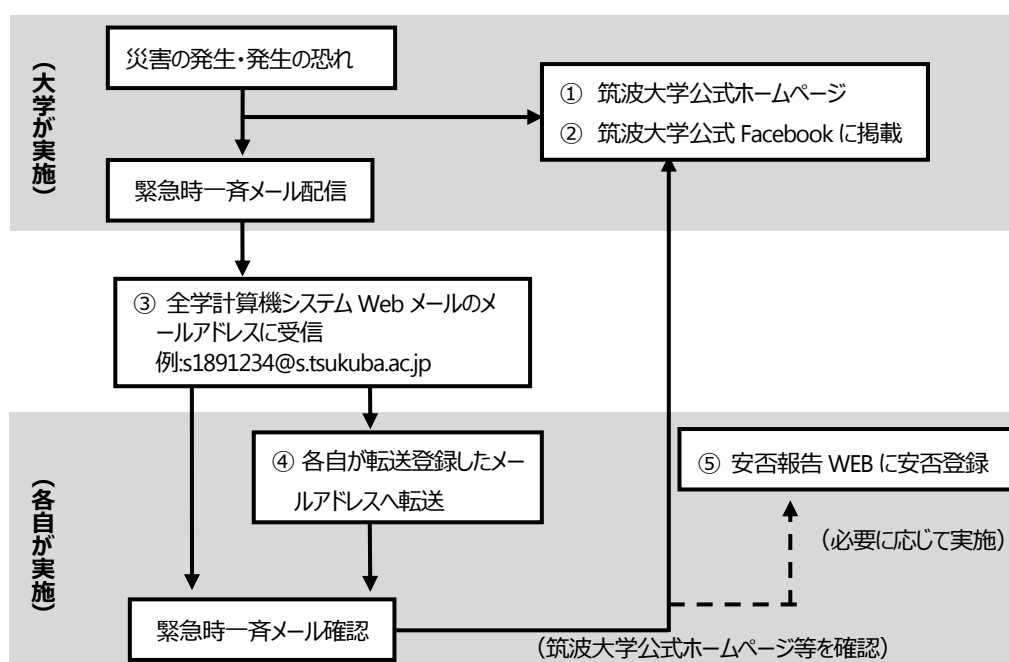 (大学が実施)
災害の発生・発生の恐れ
① 筑波大学公式ホームページ
② 筑波大学公式 Facebook に掲載
緊急時一斉メール配信
③ 全学計算機システム Web メールのメ
ールアドレスに受信
例:s1891234@s.tsukuba.ac.jp
(各自が実施)
④ 各自が転送登録したメー
ルアドレスへ転送
⑤ 安否報告 WEB に安否登録
(必要に応じて実施)
緊急時一斉メール確認
(筑波大学公式ホームページ等を確認)